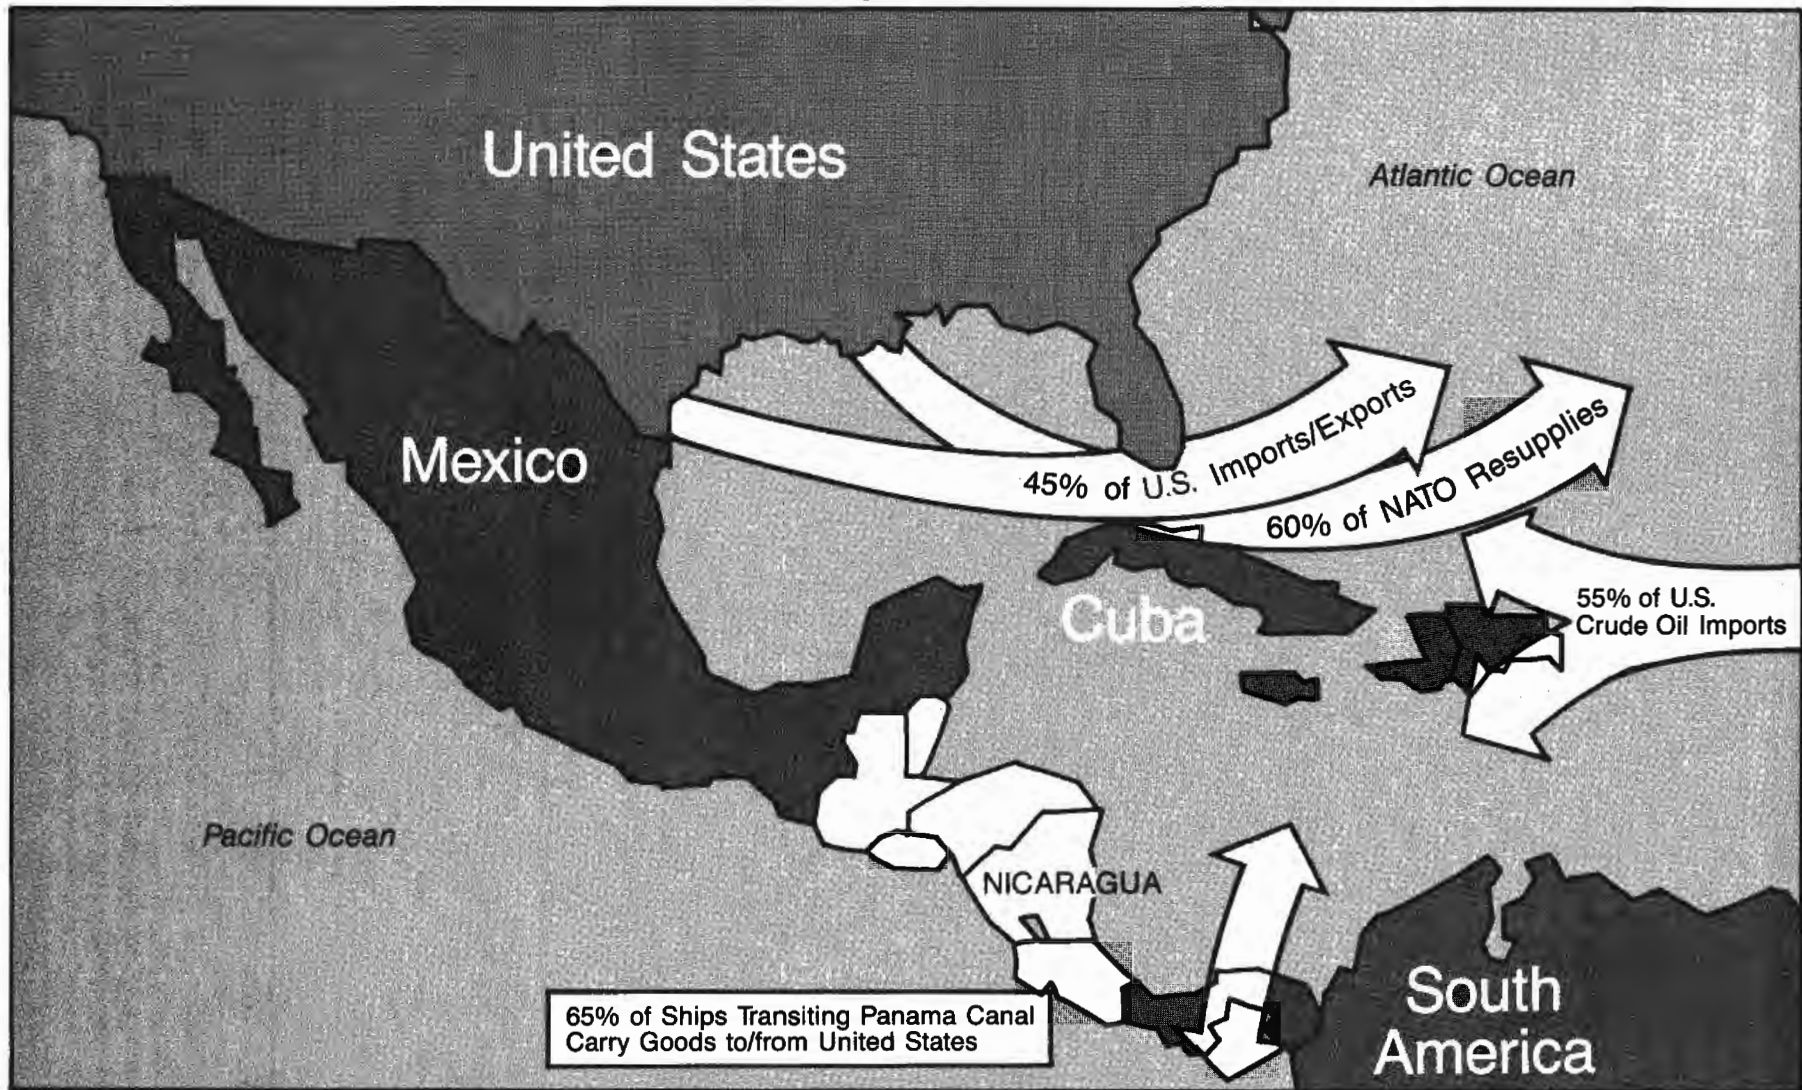 United States
Atlantic Ocean
Mexico
45% of U.S. Imports/Exports
60% of NATO Resupplies
Cuba
55% of U.S.
Crude Oil Imports
Pacific Ocean
NICARAGUA
65% of Ships Transiting Panama Canal
Carry Goods to/from United States
South
America